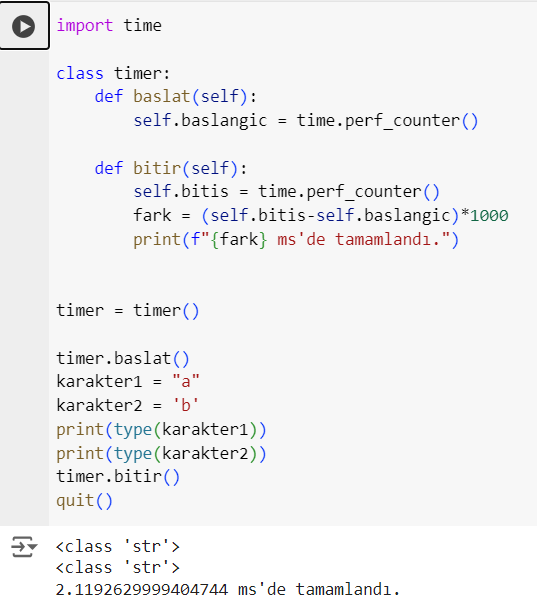 import time
class timer:
    def baslat(self):
        self.baslangic = time.perf_counter()
    def bitir(self):
        self.bitis = time.perf_counter()
        fark = (self.bitis-self.baslangic)*1000
        print(f"{fark} ms'de tamamlandı.")
timer = timer()
timer.baslat()
karakter1 = "a"
karakter2 = 'b'
print(type(karakter1))
print(type(karakter2))
timer.bitir()
quit()
<class 'str'>
<class 'str'>
2.1192629999404744 ms'de tamamlandı.